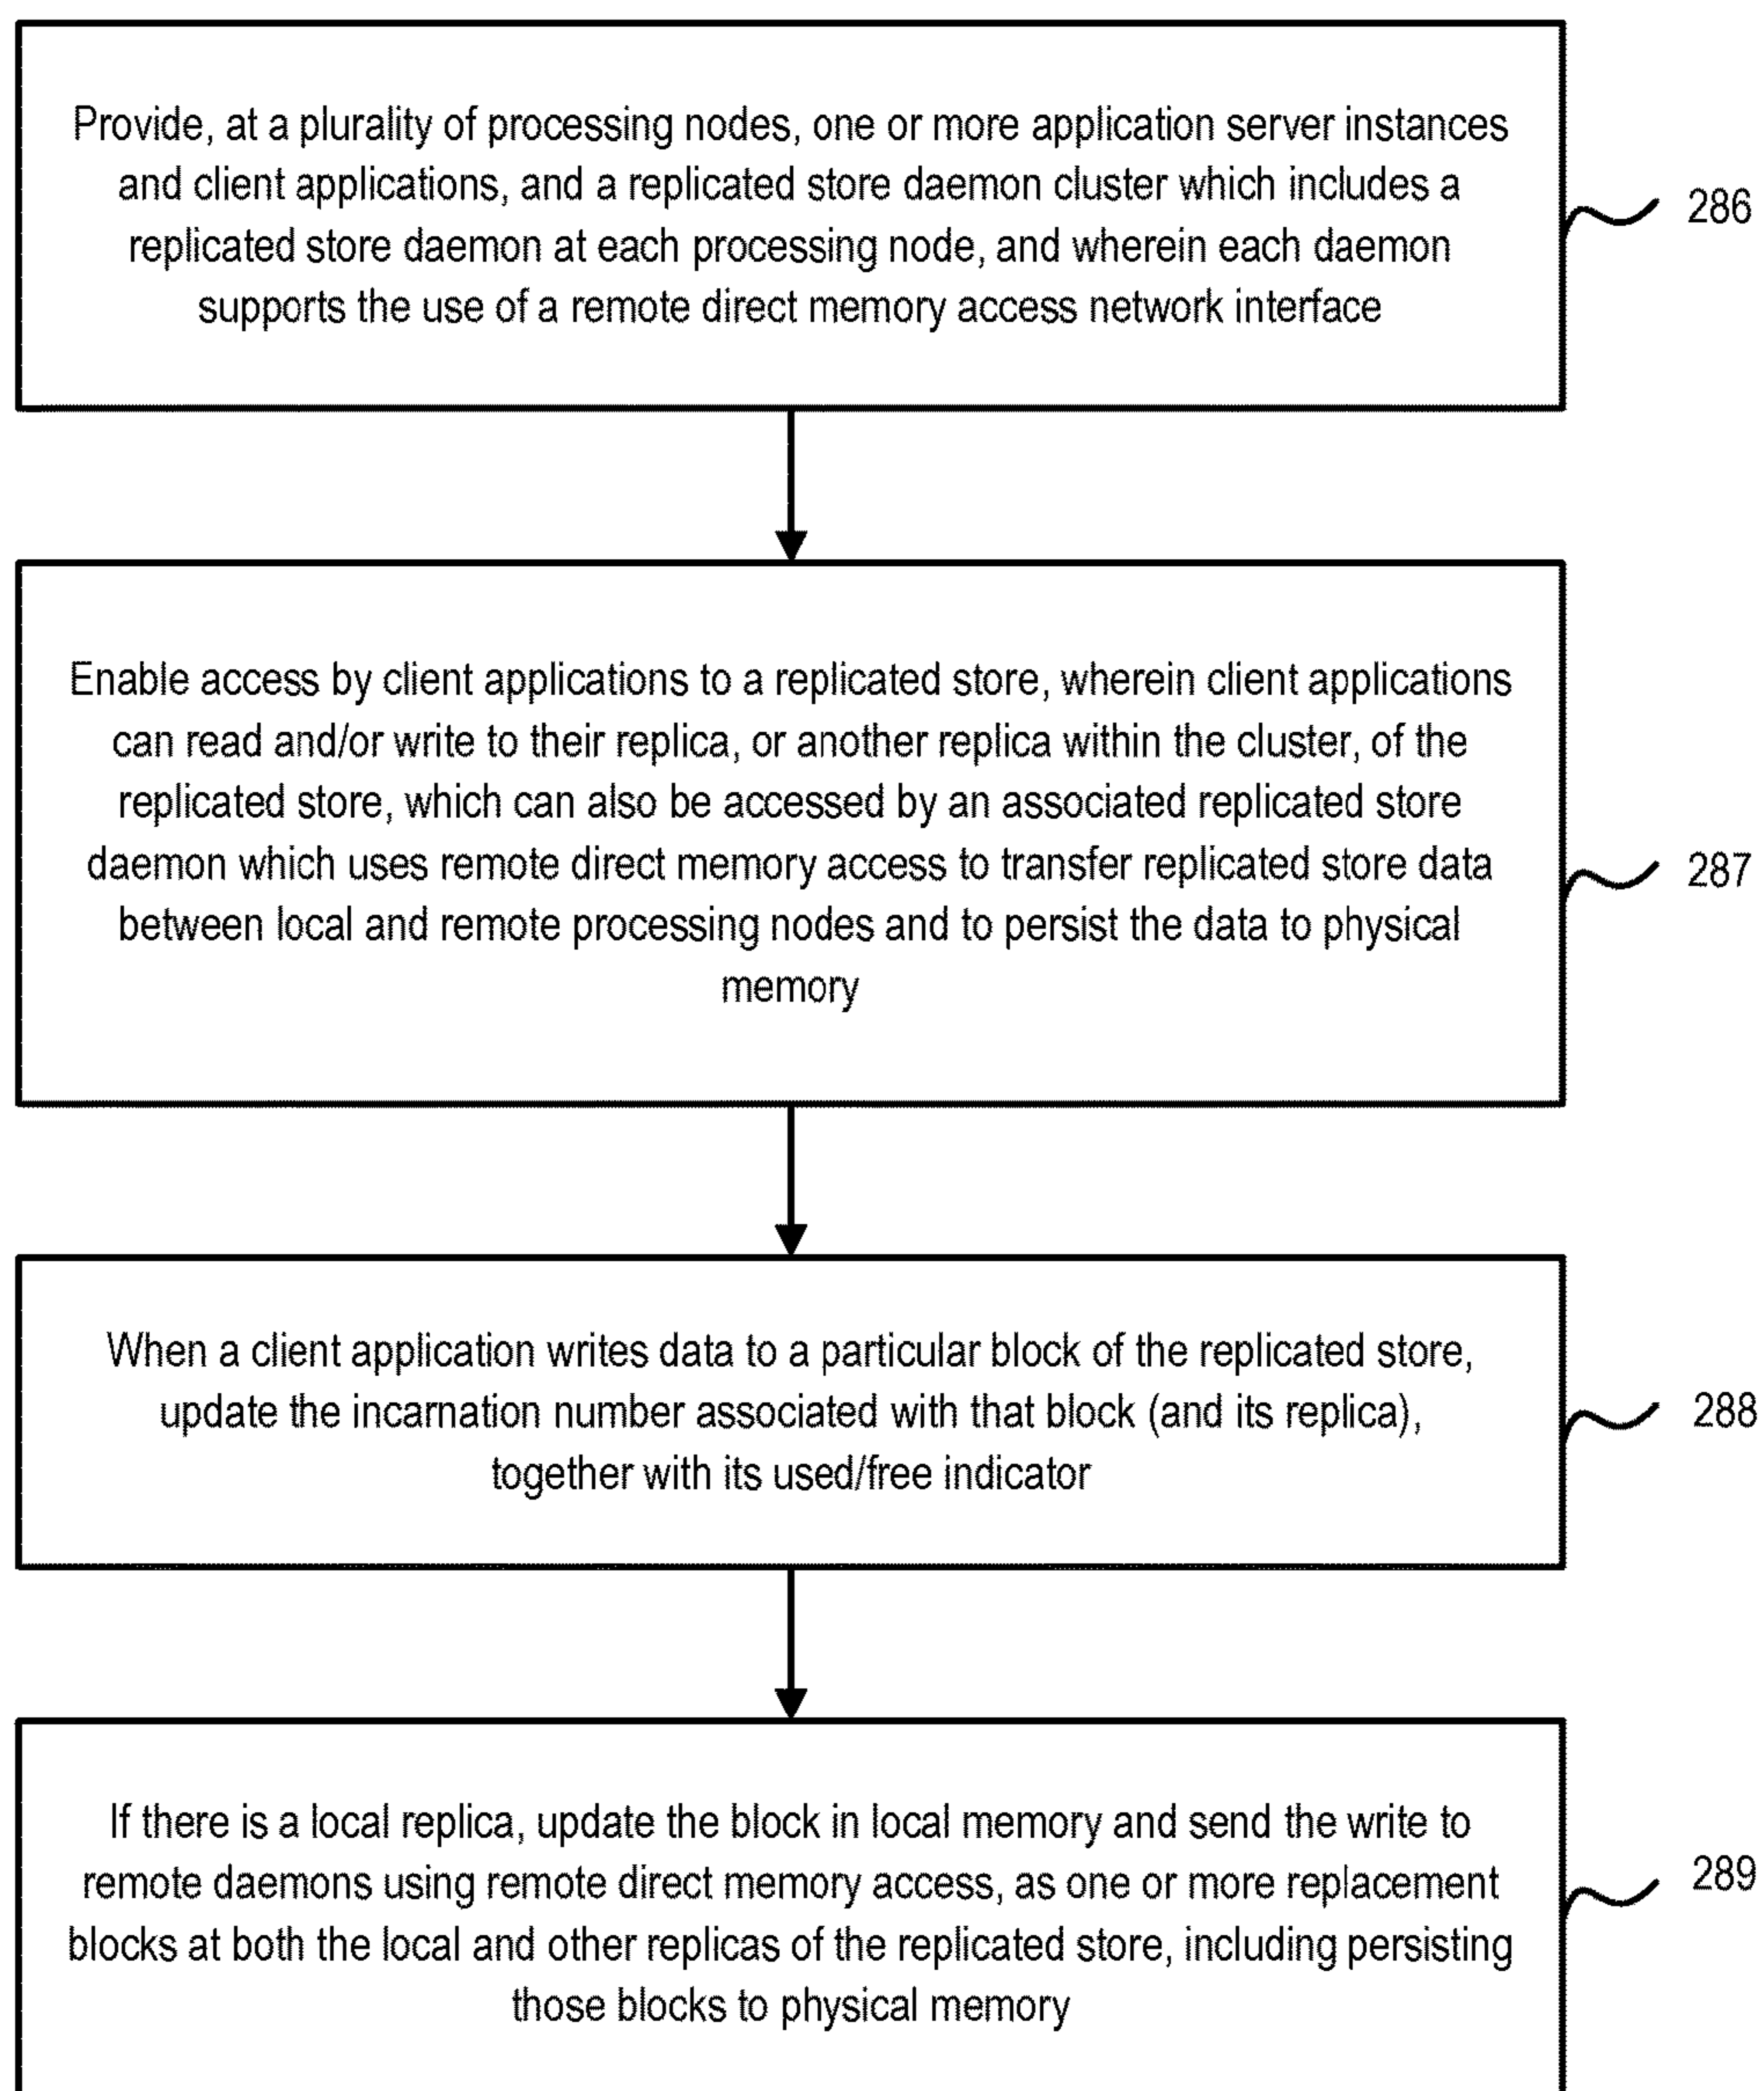 Provide, at a plurality of processing nodes, one or more application server instances
and client applications, and a replicated store daemon cluster which includes a
replicated store daemon at each processing node, and wherein each daemon
supports the use of a remote direct memory access network interface
286
Enable access by client applications to a replicated store, wherein client applications
can read and/or write to their replica, or another replica within the cluster, of the
replicated store, which can also be accessed by an associated replicated store
daemon which uses remote direct memory access to transfer replicated store data
between local and remote processing nodes and to persist the data to physical
memory
287
When a client application writes data to a particular block of the replicated store,
update the incarnation number associated with that block (and its replica),
together with its used/free indicator
288
If there is a local replica, update the block in local memory and send the write to
remote daemons using remote direct memory access, as one or more replacement
blocks at both the local and other replicas of the replicated store, including persisting
those blocks to physical memory
289